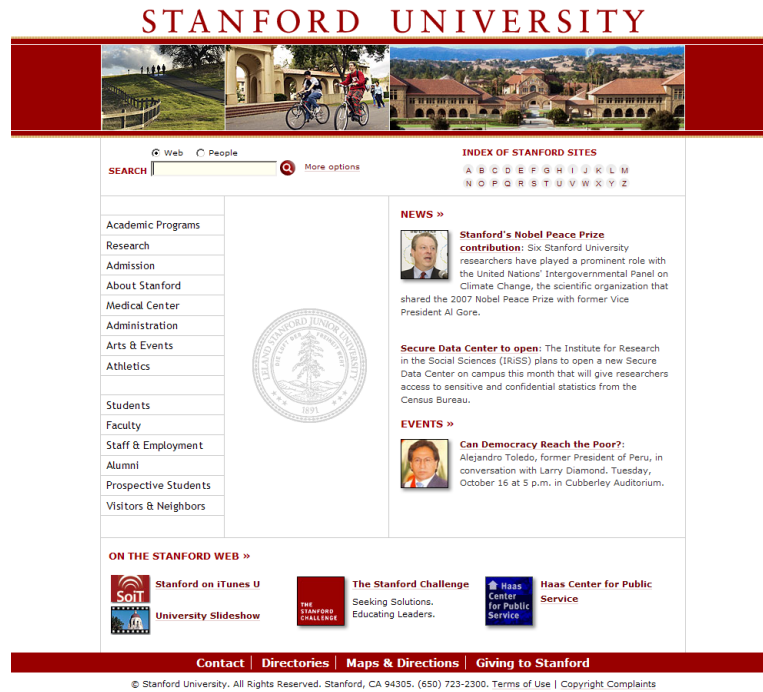 STANFORD UNIVERSITY
Web People
SEARCH More options
INDEX OF STANFORD SITES
A B C D E F G H I J K L M
N O P Q R S T U V W X Y Z
Academic Programs
Research
Admission
About Stanford
Medical Center
Administration
Arts & Events
Athletics
Students
Faculty
Staff & Employment
Alumni
Prospective Students
Visitors & Neighbors
LELAND STANFORD JUNIOR UNIVERSITY
1891
NEWS »
Stanford's Nobel Peace Prize
contribution: Six Stanford University
researchers have played a prominent role with
the United Nations' Intergovernmental Panel on
Climate Change, the scientific organization that
shared the 2007 Nobel Peace Prize with former Vice
President Al Gore.
Secure Data Center to open: The Institute for Research
in the Social Sciences (IRiSS) plans to open a new Secure
Data Center on campus this month that will give researchers
access to sensitive and confidential statistics from the
Census Bureau.
EVENTS »
Can Democracy Reach the Poor?:
Alejandro Toledo, former President of Peru, in
conversation with Larry Diamond. Tuesday,
October 16 at 5 p.m. in Cubberley Auditorium.
ON THE STANFORD WEB »
SoiT
Stanford on iTunes U
University Slideshow
THE
STANFORD
CHALLENGE
The Stanford Challenge
Seeking Solutions.
Educating Leaders.
Haas
Center
for Public
Service
Haas Center for Public
Service
Contact | Directories | Maps & Directions | Giving to Stanford
© Stanford University. All Rights Reserved. Stanford, CA 94305. (650) 723-2300. Terms of Use | Copyright Complaints